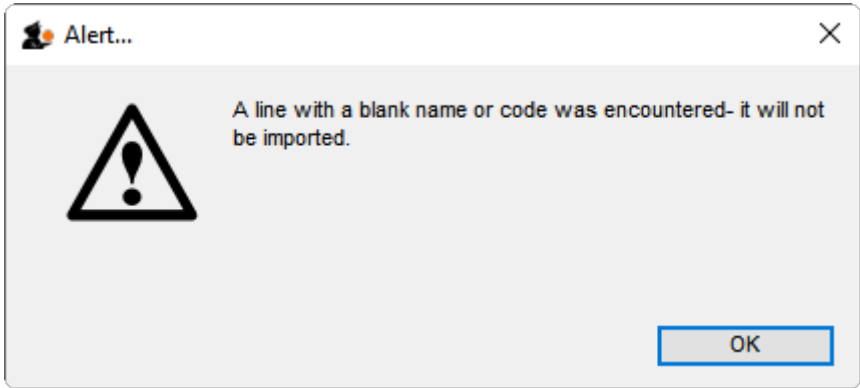 Alert...
A line with a blank name or code was encountered- it will not
be imported.
OK